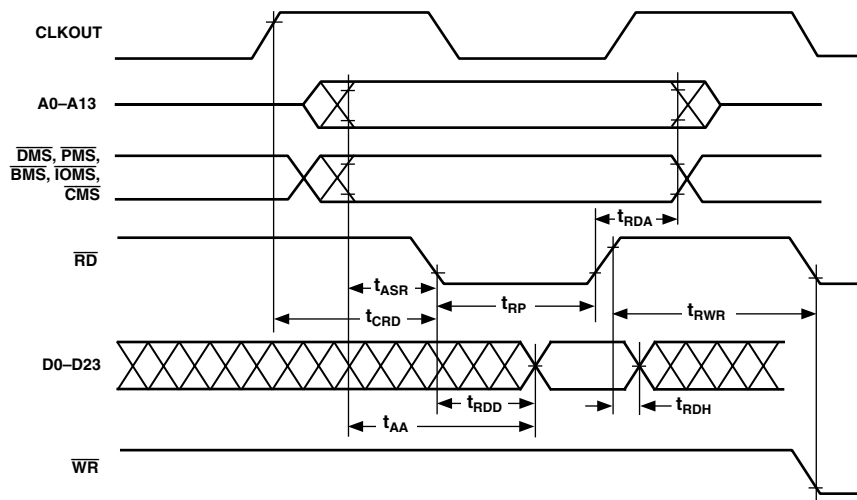 CLKOUT
A0–A13
DMS, PMS,
BMS, IOMS,
CMS
tRDA
RD
tASR
tCRD
tRP
tRWR
D0–D23
tRDD
tRDH
tAA
WR